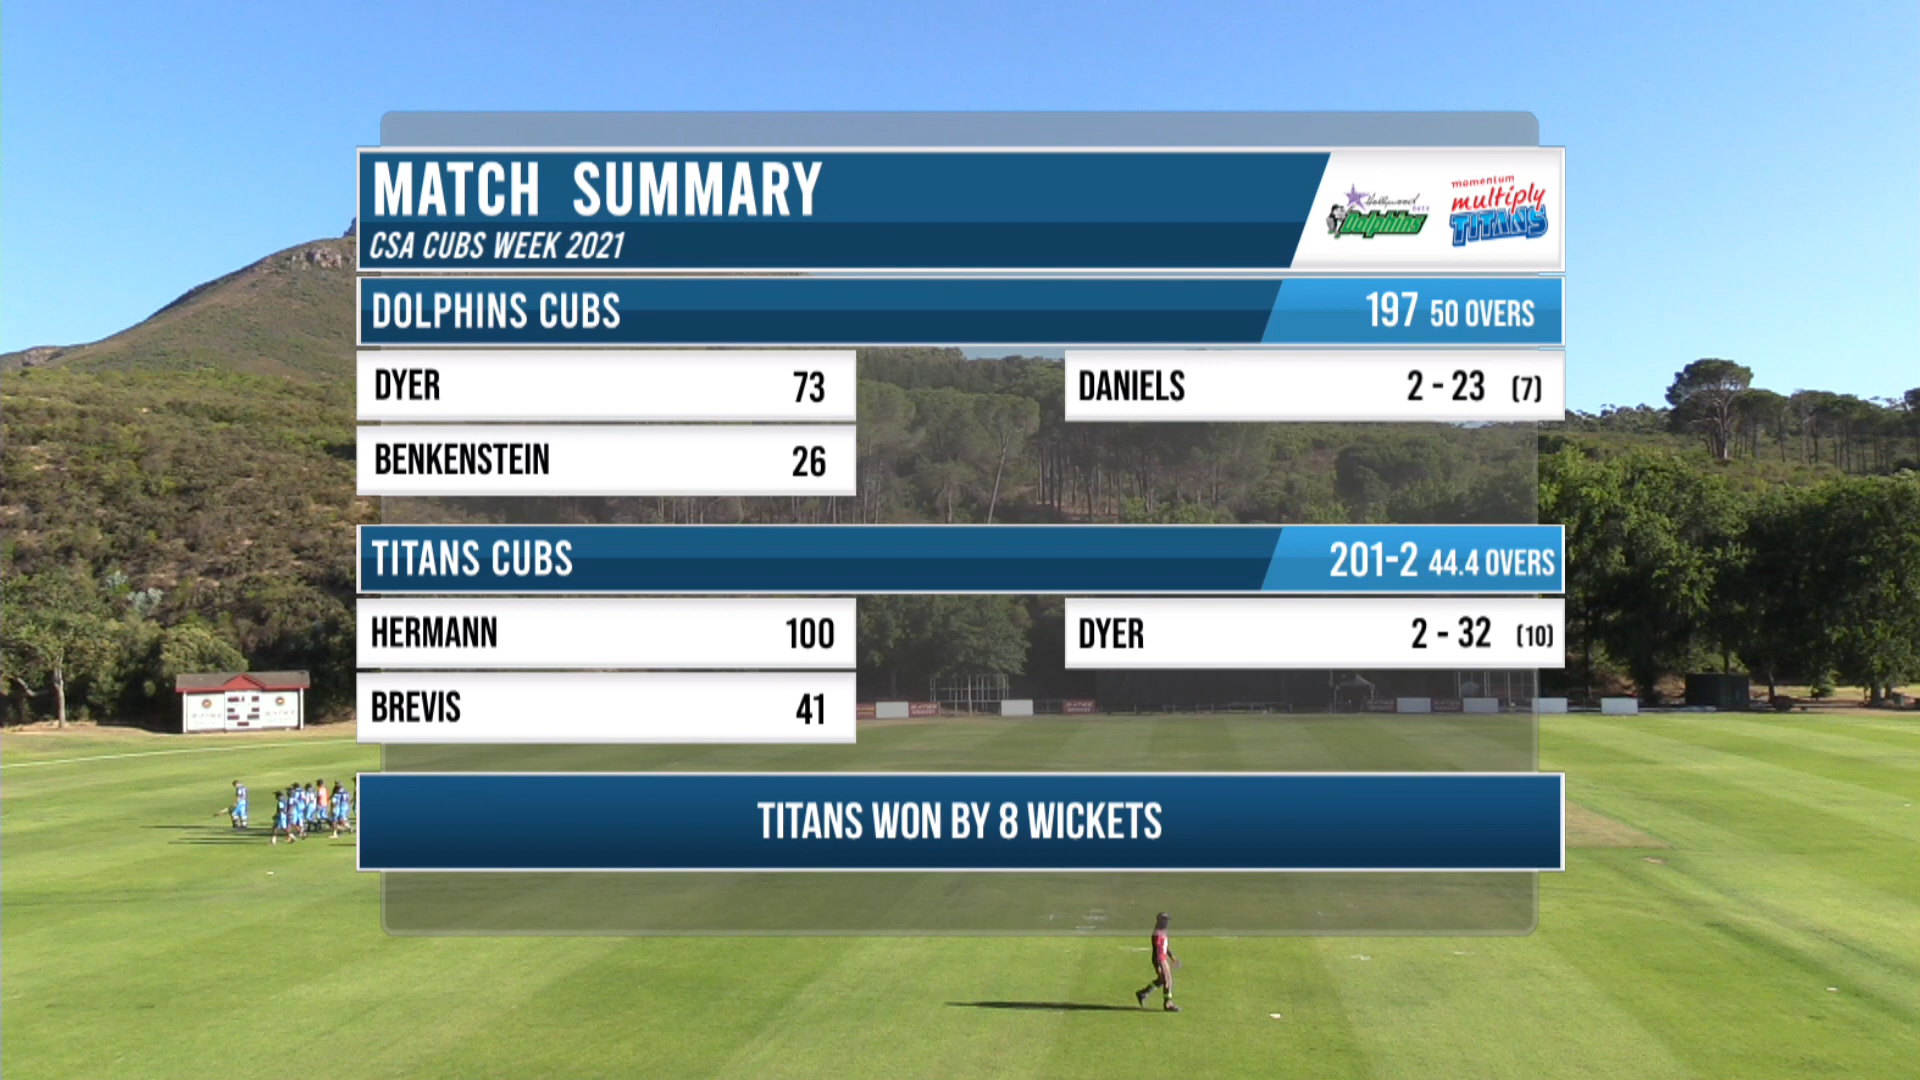 MATCH SUMMARY
CSA CUBS WEEK 2021
Hollywood
BETS
Dolphins
momentum
multiply
TITANS
DOLPHINS CUBS 197 50 OVERS
DYER 73 DANIELS 2 - 23 (7)
BENKENSTEIN 26
TITANS CUBS 201-2 44.4 OVERS
HERMANN 100 DYER 2 - 32 (10)
BREVIS 41
TITANS WON BY 8 WICKETS